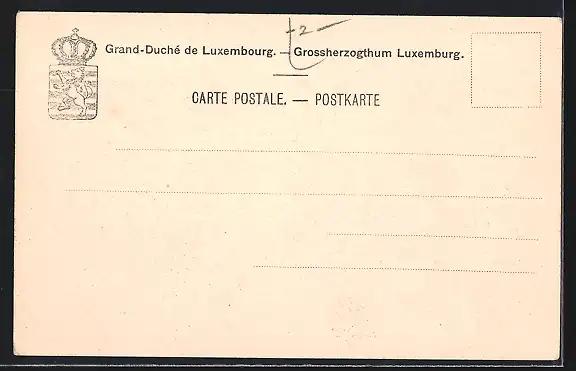 Grand-Duché de Luxembourg. — Grossherzogthum Luxemburg.
CARTE POSTALE. — POSTKARTE